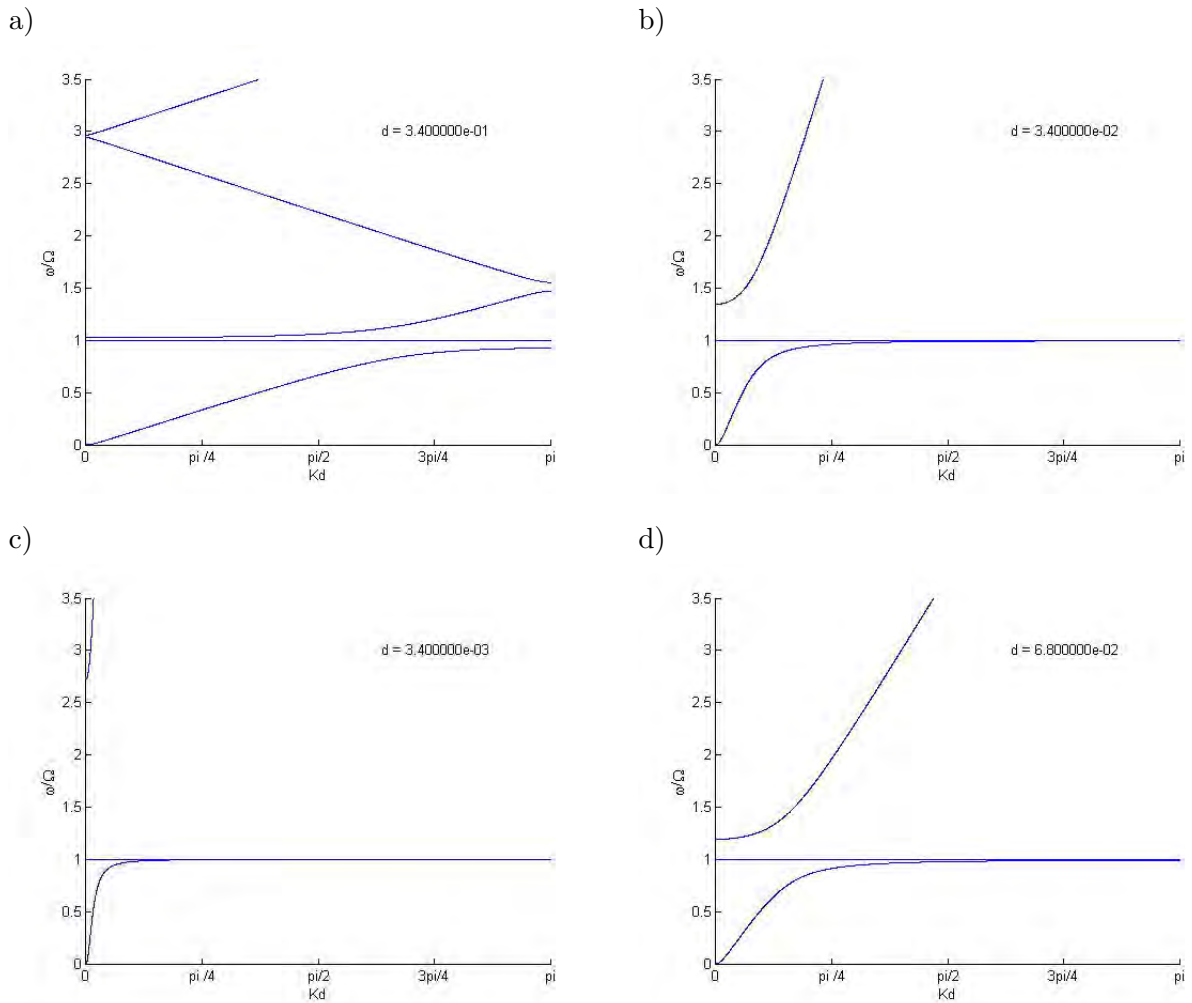 a)
3.5
3
2.5
2
1.5
1
0.5
0
ω/Ω
d = 3.400000e-01
0 pi /4 pi/2 3pi/4 pi
Kd
b)
3.5
3
2.5
2
1.5
1
0.5
0
ω/Ω
d = 3.400000e-02
0 pi /4 pi/2 3pi/4 pi
Kd
c)
3.5
3
2.5
2
1.5
1
0.5
0
ω/Ω
d = 3.400000e-03
0 pi /4 pi/2 3pi/4 pi
Kd
d)
3.5
3
2.5
2
1.5
1
0.5
0
ω/Ω
d = 6.800000e-02
0 pi /4 pi/2 3pi/4 pi
Kd